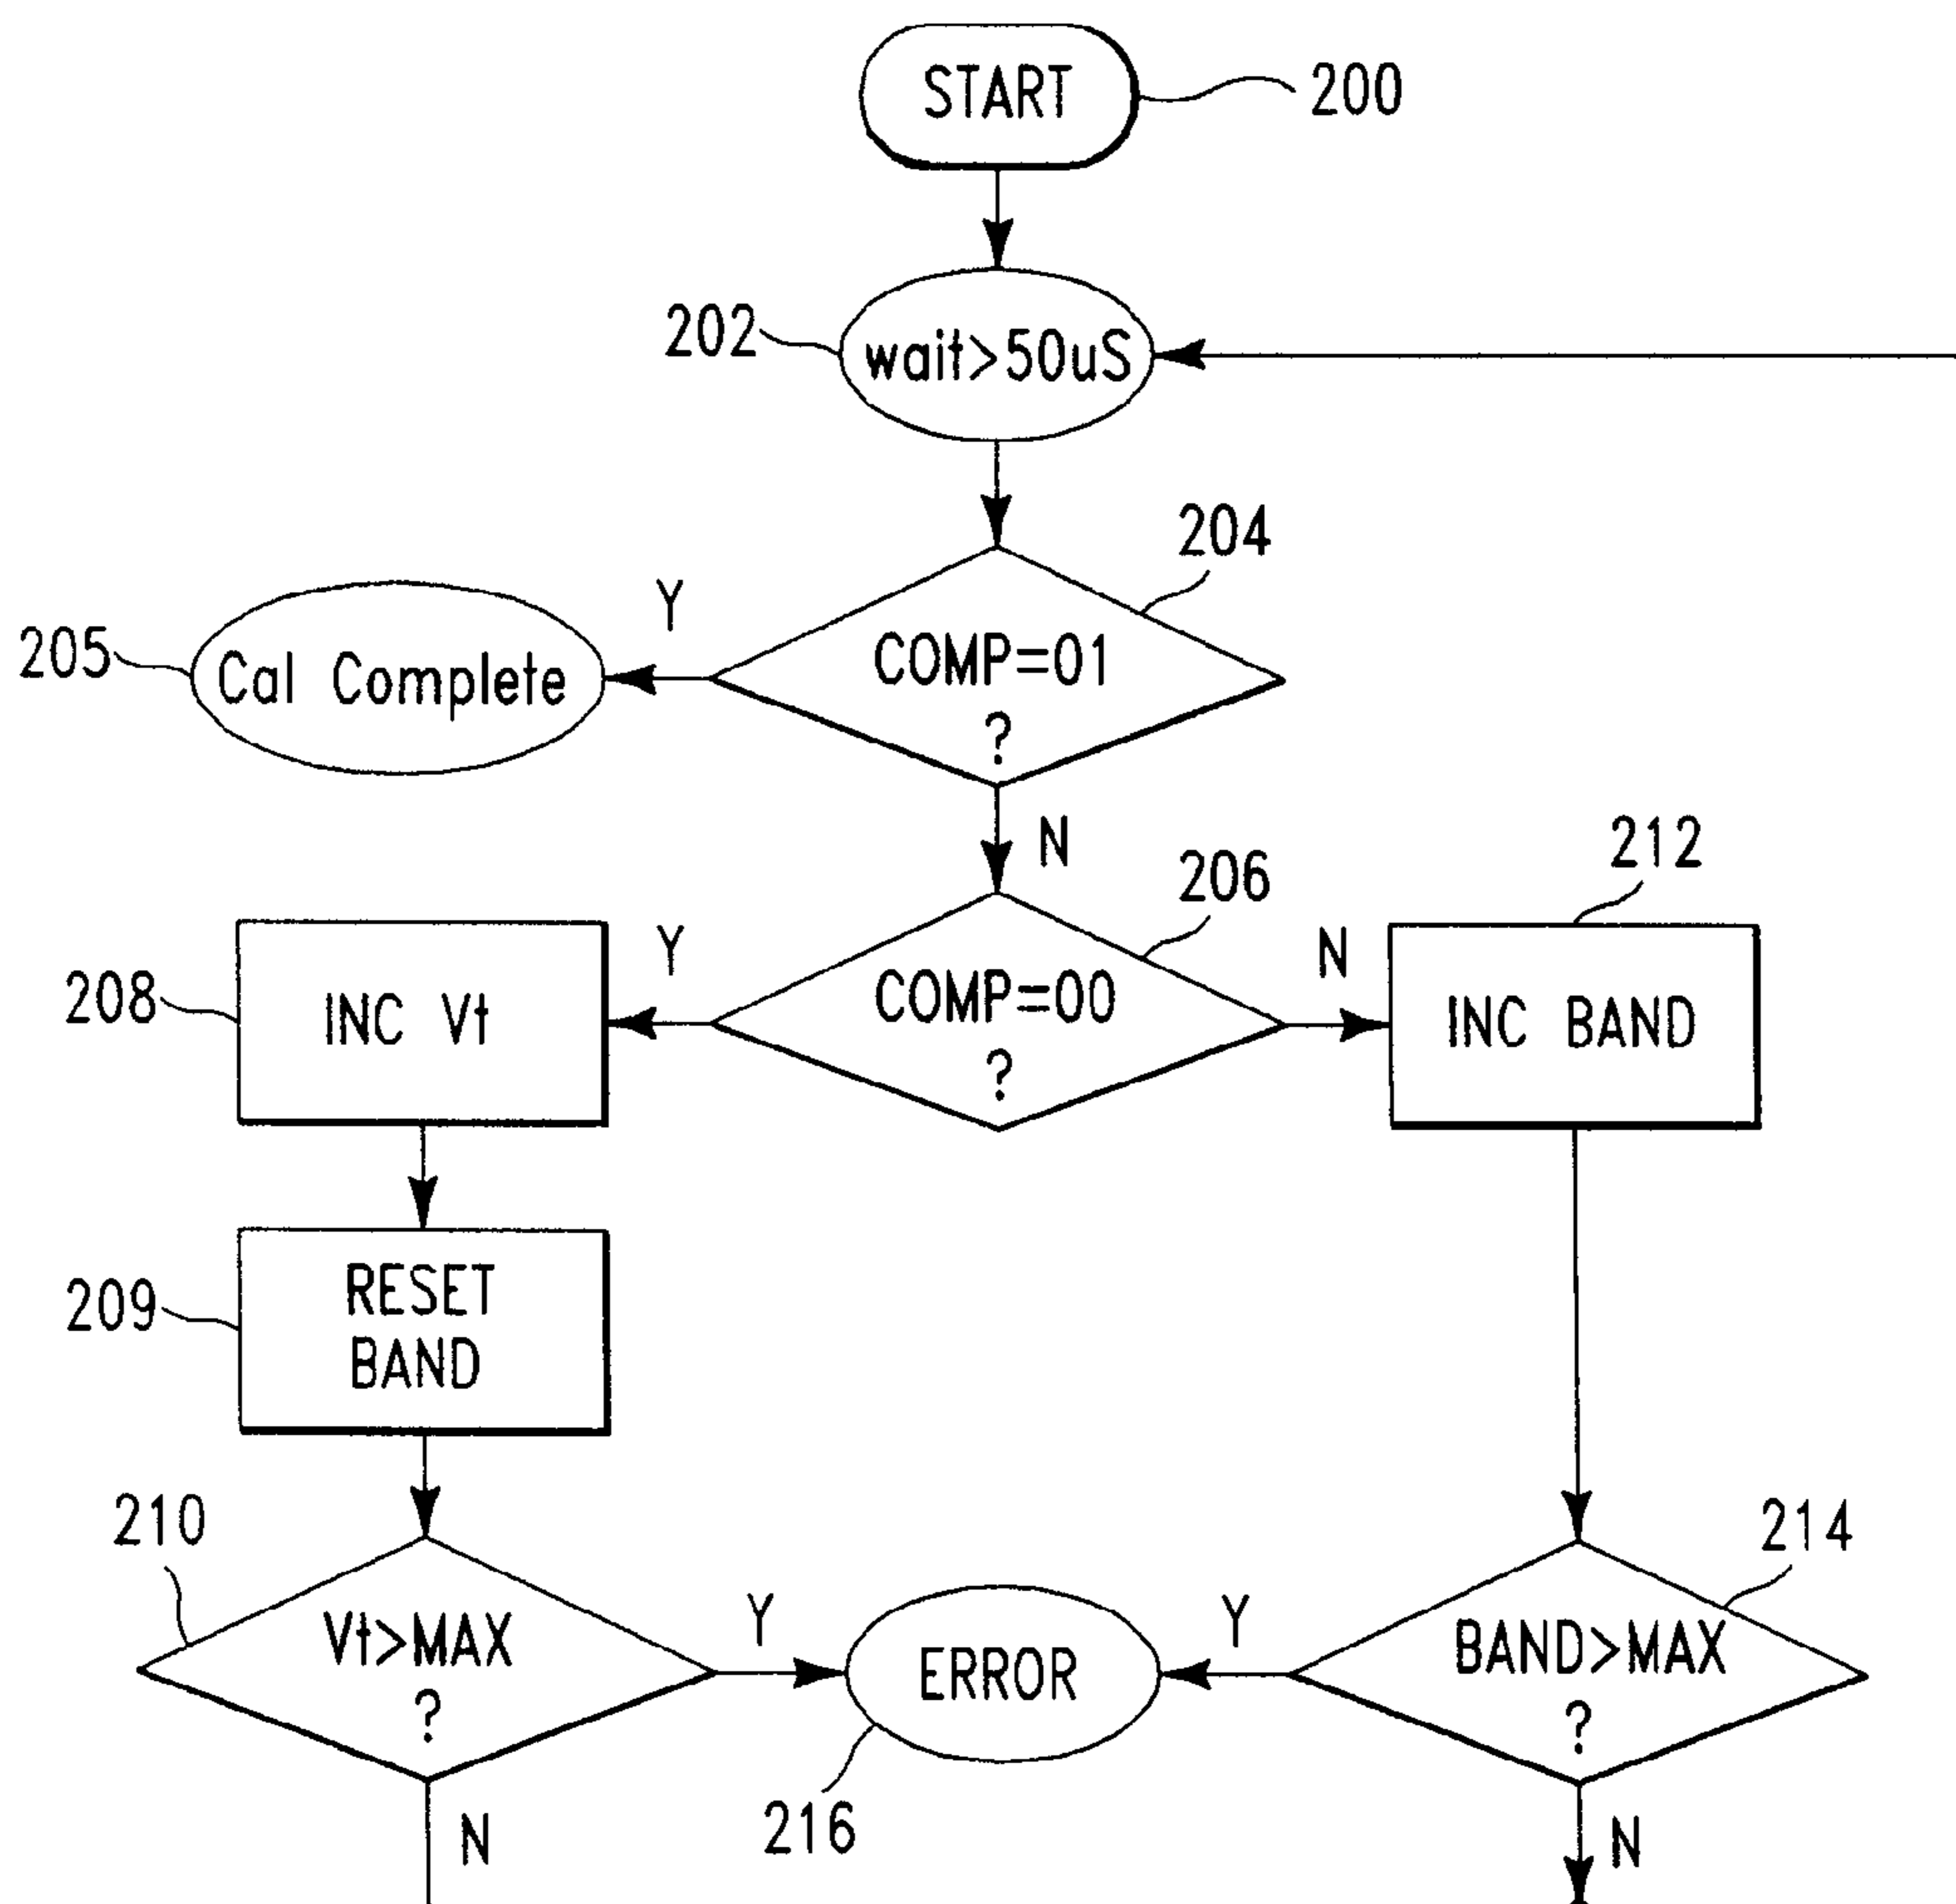 START
200
202
wait>50uS
204
Y
COMP=01
?
205
Cal Complete
N
206
212
Y
COMP=00
?
N
208
INC Vt
INC BAND
209
RESET
BAND
210
214
Vt>MAX
?
Y
ERROR
Y
BAND>MAX
?
216
N
N